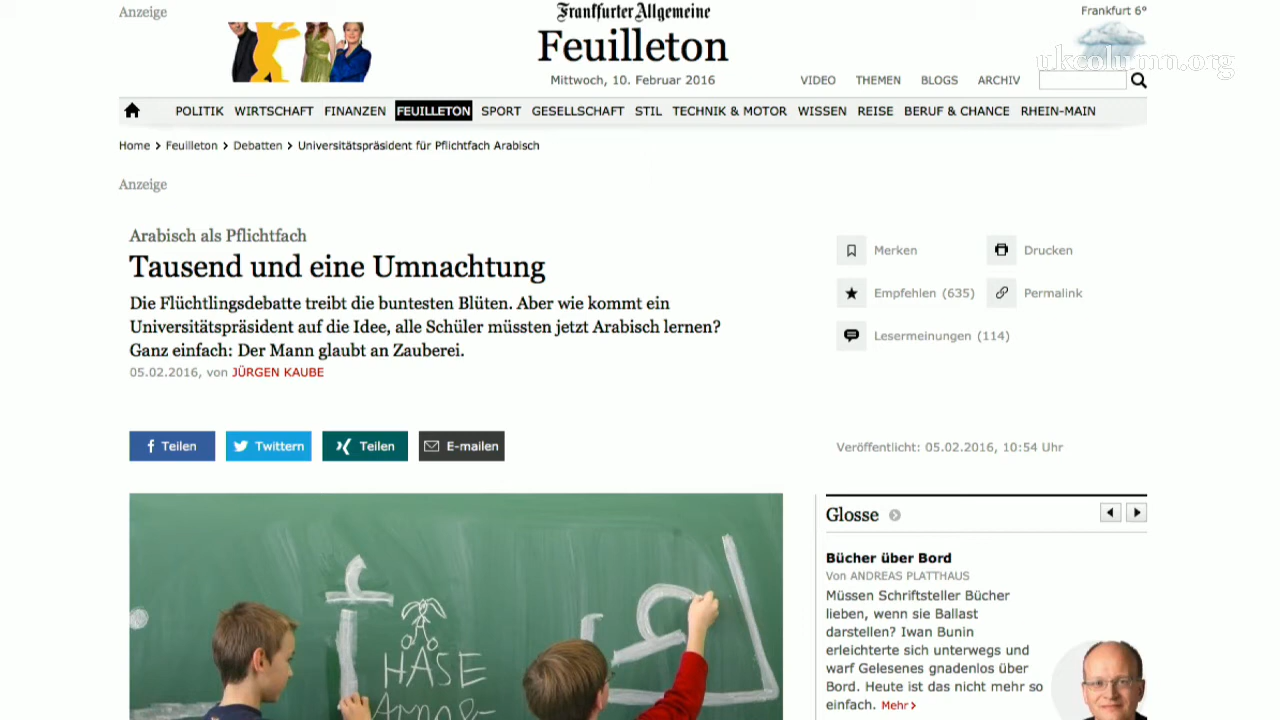 Anzeige
Frankfurter Allgemeine
Feuilleton
Mittwoch, 10. Februar 2016
Frankfurt 6°
ukcolumn.org
VIDEO THEMEN BLOGS ARCHIV
POLITIK WIRTSCHAFT FINANZEN FEUILLETON SPORT GESELLSCHAFT STIL TECHNIK & MOTOR WISSEN REISE BERUF & CHANCE RHEIN-MAIN
Home Feuilleton Debatten Universitätspräsident für Pflichtfach Arabisch
Anzeige
Arabisch als Pflichtfach
Tausend und eine Umnachtung
Die Flüchtlingsdebatte treibt die buntesten Blüten. Aber wie kommt ein
Universitätspräsident auf die Idee, alle Schüler müssten jetzt Arabisch lernen?
Ganz einfach: Der Mann glaubt an Zauberei.
05.02.2016, von JÜRGEN KAUBE
Merken Drucken
Empfehlen (635) Permalink
Lesermeinungen (114)
Teilen Twittern Teilen E-mailen
Veröffentlicht: 05.02.2016, 10:54 Uhr
HASE
Glosse
Bücher über Bord
Von ANDREAS PLATTHAUS
Müssen Schriftsteller Bücher
lieben, wenn sie Ballast
darstellen? Iwan Bunin
erleichterte sich unterwegs und
warf Gelesenes gnadenlos über
Bord. Heute ist das nicht mehr so
einfach. Mehr